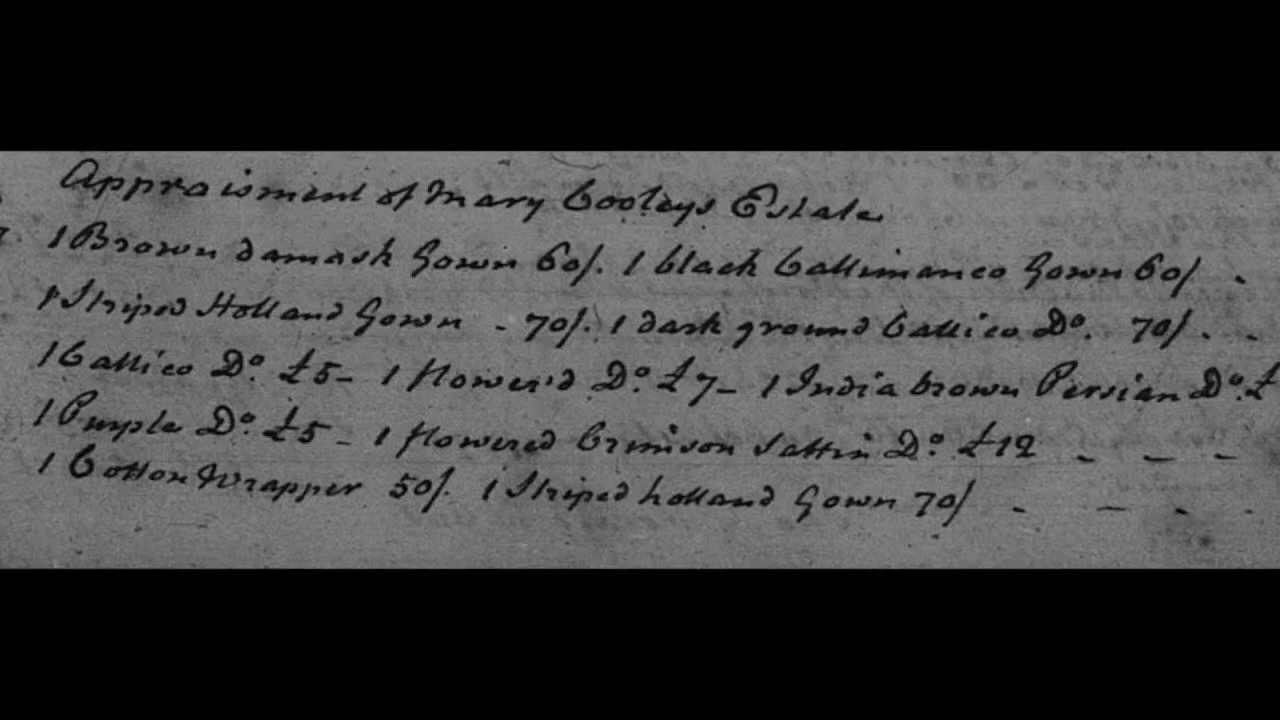 Appraisment of Mary Cooleys Estate
1 Brown damask Gown 60/. 1 black Callimanco Gown 60/ -
1 Striped Holland Gown - 70/. 1 dark ground Callico Do. 70/. -
1 Callico Do. £5- 1 flower'd Do. £7- 1 India brown Persian Do. £
1 Purple Do. £5 - 1 flowered Crimison Sattin Do. £12 - - -
1 Cotton Wrapper 50/. 1 Striped holland Gown 70/ - - -